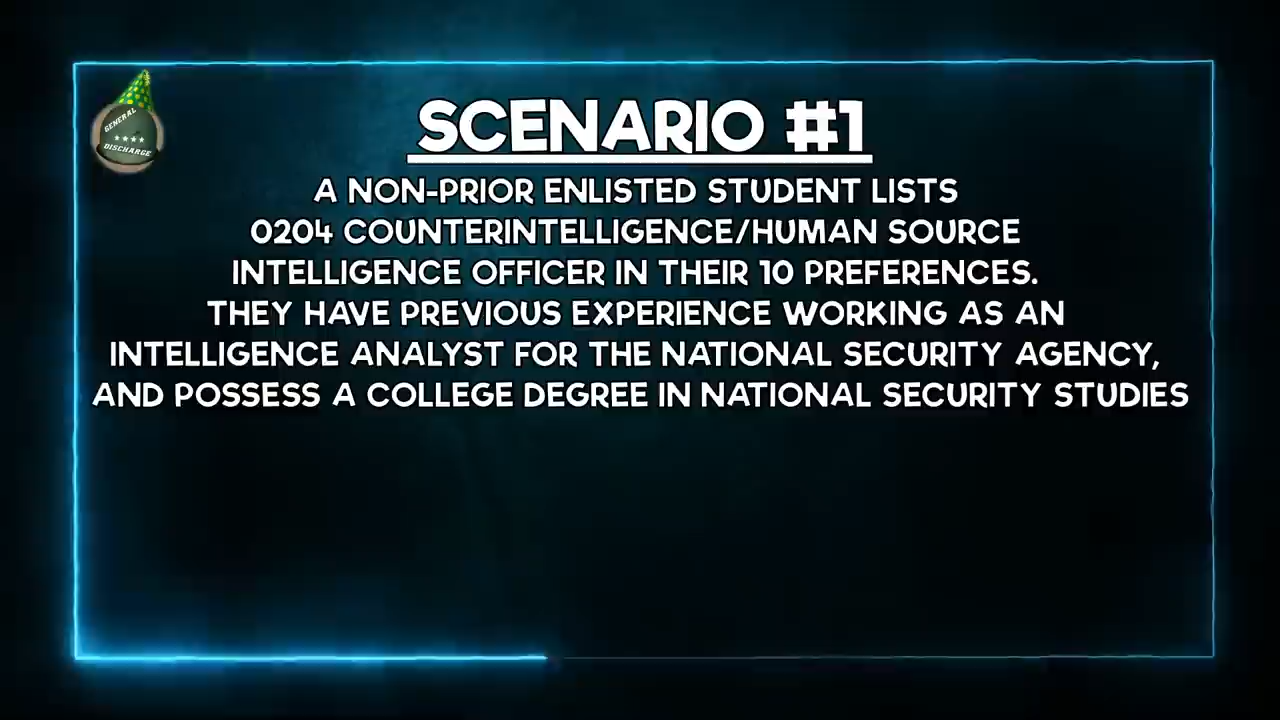 GENERAL
DISCHARGE
SCENARIO #1
A NON-PRIOR ENLISTED STUDENT LISTS
0204 COUNTERINTELLIGENCE/HUMAN SOURCE
INTELLIGENCE OFFICER IN THEIR 10 PREFERENCES.
THEY HAVE PREVIOUS EXPERIENCE WORKING AS AN
INTELLIGENCE ANALYST FOR THE NATIONAL SECURITY AGENCY,
AND POSSESS A COLLEGE DEGREE IN NATIONAL SECURITY STUDIES